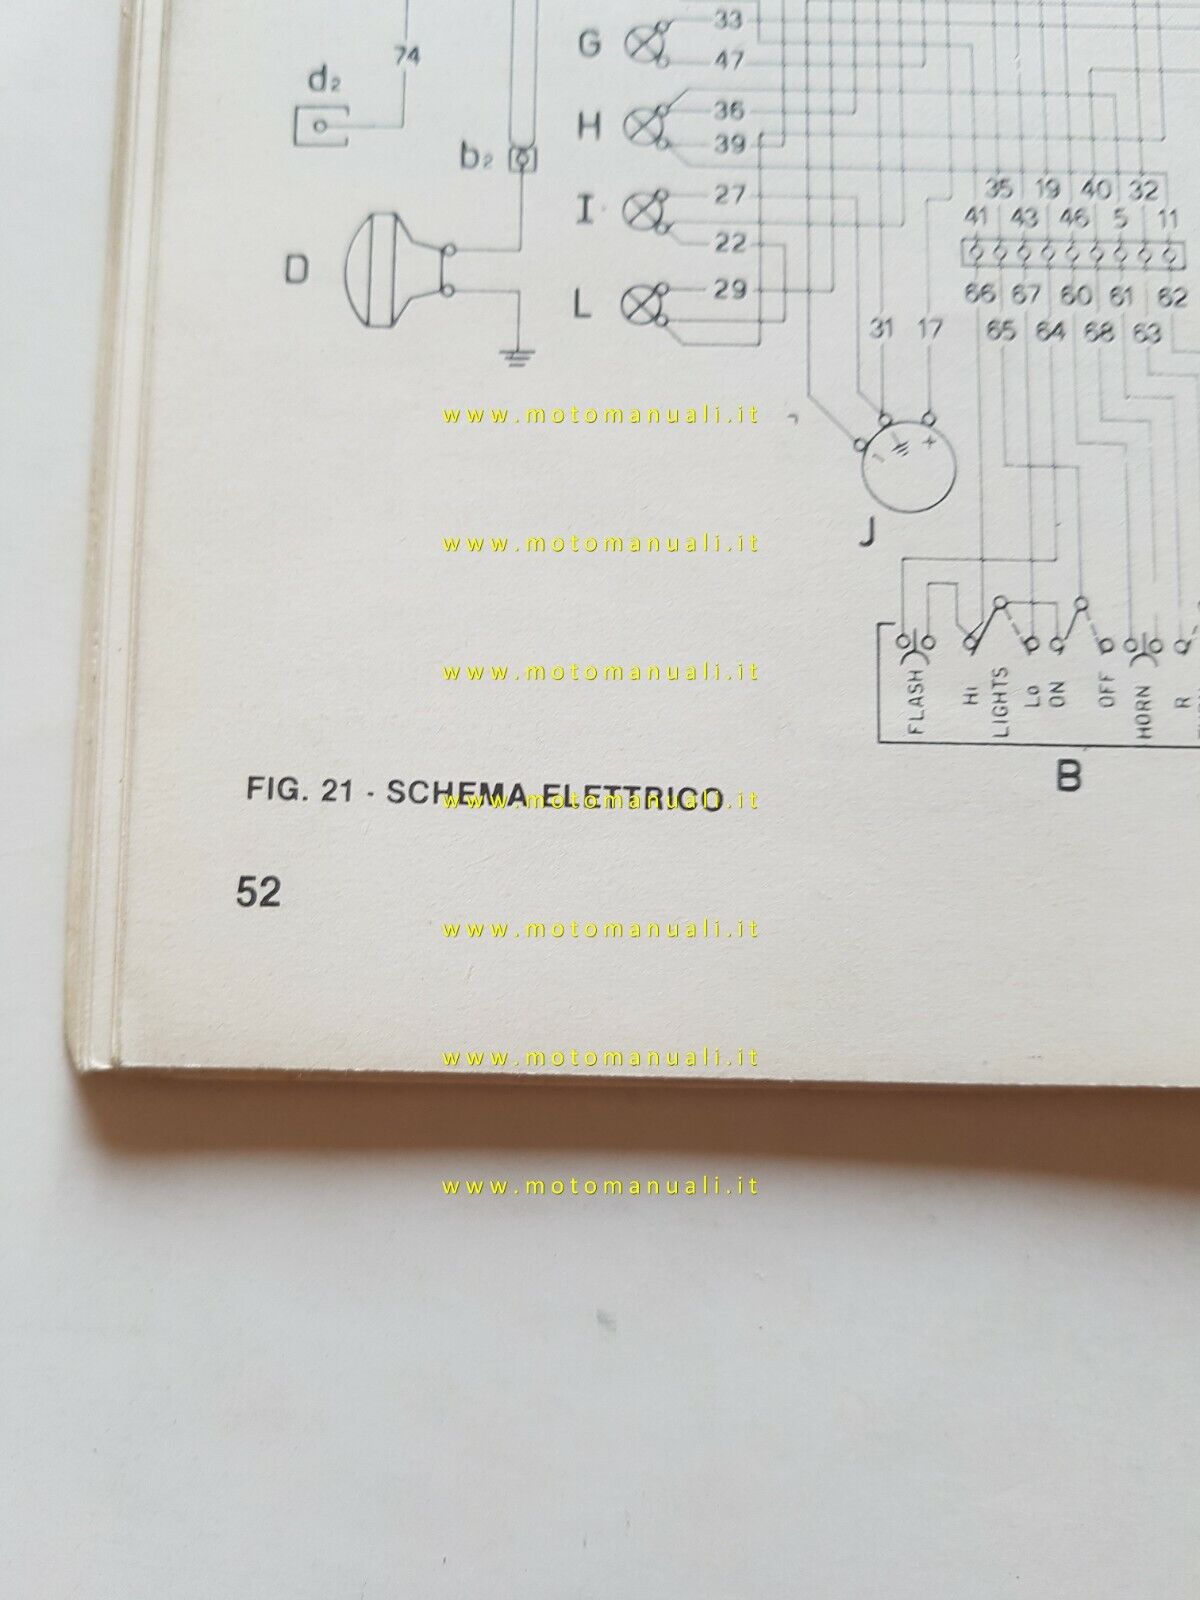 G 33
47
74
d2
H 36
39
b2
I 27
22
35 19 40 32
41 43 46 5 11
D
L 29
66 67 60 61 62
31 17 65 64 68 63
www.motomanuali.it
- +
J
www.motomanuali.it
www.motomanuali.it
FLASH
Hi
LIGHTS
Lo
ON
OFF
HORN
R
B
FIG. 21 - SCHEMA ELETTRICO
www.motomanuali.it
52
www.motomanuali.it
www.motomanuali.it
www.motomanuali.it